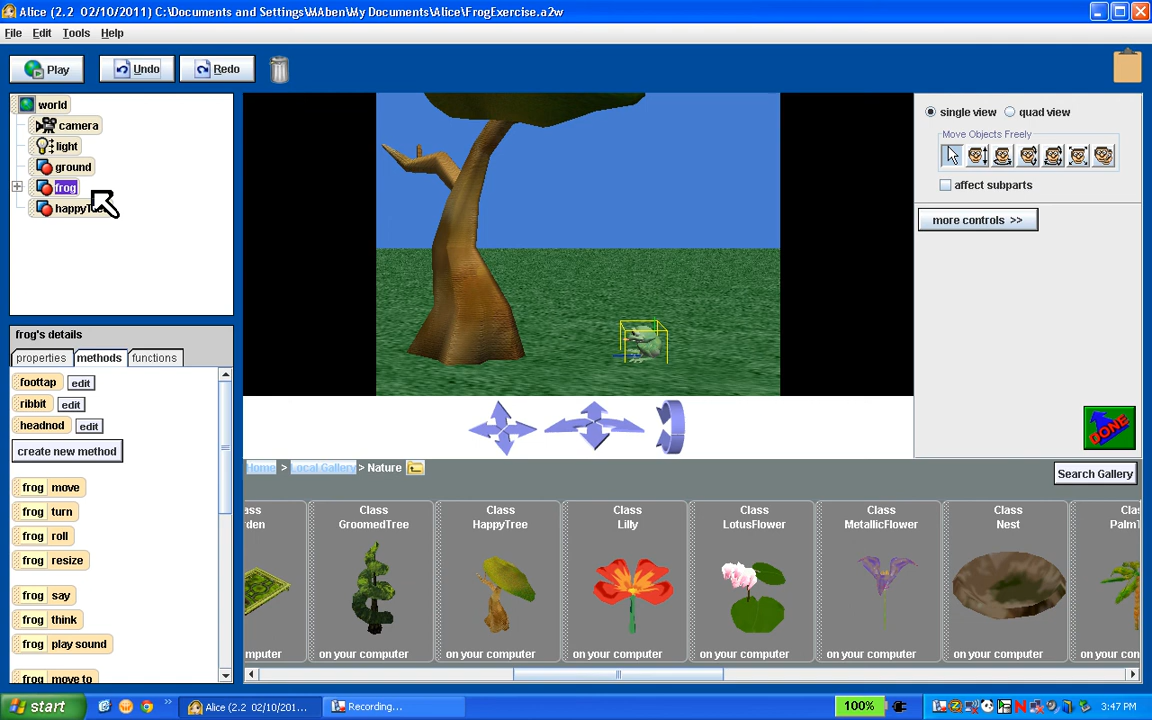 Alice (2.2 02/10/2011) C:\Documents and Settings\MAben\My Documents\Alice\FrogExercise.a2w
File Edit Tools Help
Play Undo Redo
world
camera
light
ground
frog
frog's details
properties methods functions
foottap edit
ribbit edit
headnod edit
create new method
frog move
frog turn
frog roll
frog resize
frog say
frog think
frog play sound
frog move to
single view quad view
Move Objects Freely
affect subparts
more controls >>
DONE
Home > Local Gallery > Nature
Search Gallery
Class
GroomedTree
on your computer
Class
HappyTree
on your computer
Class
Lilly
on your computer
Class
LotusFlower
on your computer
Class
MetallicFlower
on your computer
Class
Nest
on your computer
on your computer
start
Alice (2.2 02/10/201...
Recording...
100%
3:47 PM